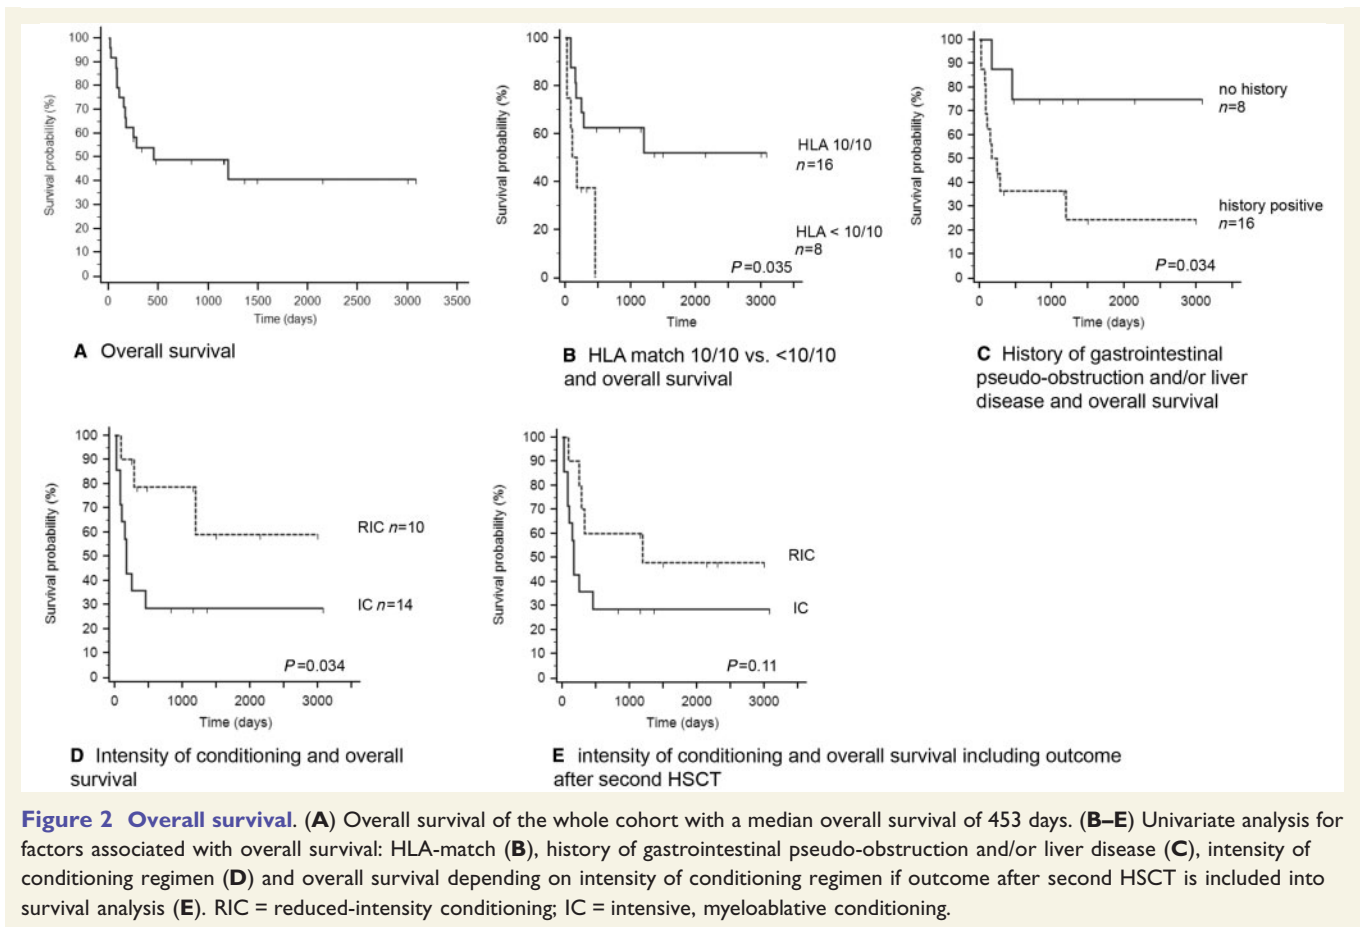 100
90
80
70
60
50
40
30
20
10
0
Survival probability (%)
0 500 1000 1500 2000 2500 3000 3500
Time (days)
A Overall survival
100
80
60
40
20
0
Survival probability (%)
HLA 10/10
n=16
HLA < 10/10
n=8
P=0.035
0 1000 2000 3000
Time
B HLA match 10/10 vs. <10/10
and overall survival
100
90
80
70
60
50
40
30
20
10
0
Survival probability (%)
no history
n=8
history positive
n=16
P=0.034
0 1000 2000 3000
Time (days)
C History of gastrointestinal
pseudo-obstruction and/or liver
disease and overall survival
100
90
80
70
60
50
40
30
20
10
0
Survival probability (%)
RIC n=10
IC n=14
P=0.034
0 1000 2000 3000
Time (days)
D Intensity of conditioning and overall
survival
100
90
80
70
60
50
40
30
20
10
0
Survival probability (%)
RIC
IC
P=0.11
0 1000 2000 3000
Time (days)
E intensity of conditioning and overall survival including outcome
after second HSCT
Figure 2 Overall survival. (A) Overall survival of the whole cohort with a median overall survival of 453 days. (B–E) Univariate analysis for
factors associated with overall survival: HLA-match (B), history of gastrointestinal pseudo-obstruction and/or liver disease (C), intensity of
conditioning regimen (D) and overall survival depending on intensity of conditioning regimen if outcome after second HSCT is included into
survival analysis (E). RIC = reduced-intensity conditioning; IC = intensive, myeloablative conditioning.